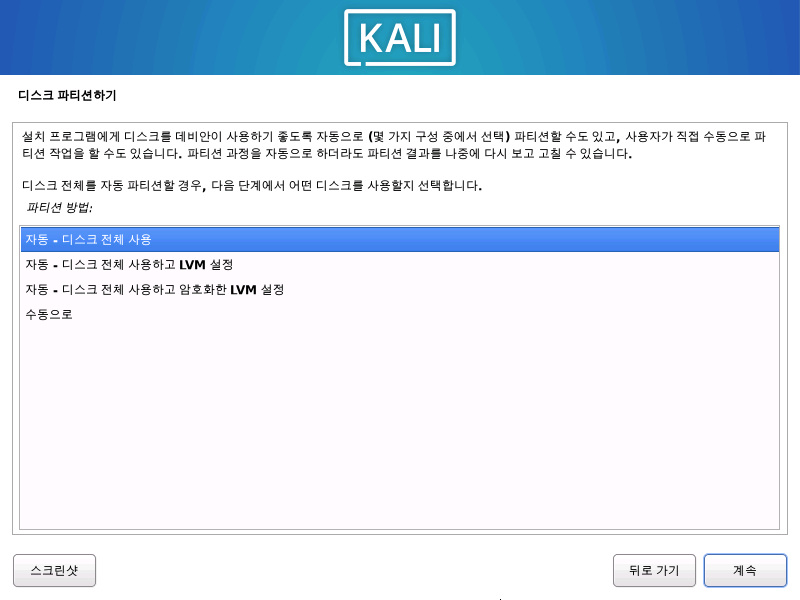 KALI
디스크 파티션하기
설치 프로그램에게 디스크를 데비안이 사용하기 좋도록 자동으로 (몇 가지 구성 중에서 선택) 파티션할 수도 있고, 사용자가 직접 수동으로 파
티션 작업을 할 수도 있습니다. 파티션 과정을 자동으로 하더라도 파티션 결과를 나중에 다시 보고 고칠 수 있습니다.
디스크 전체를 자동 파티션할 경우, 다음 단계에서 어떤 디스크를 사용할지 선택합니다.
파티션 방법:
자동 - 디스크 전체 사용
자동 - 디스크 전체 사용하고 LVM 설정
자동 - 디스크 전체 사용하고 암호화한 LVM 설정
수동으로
스크린샷
뒤로 가기
계속